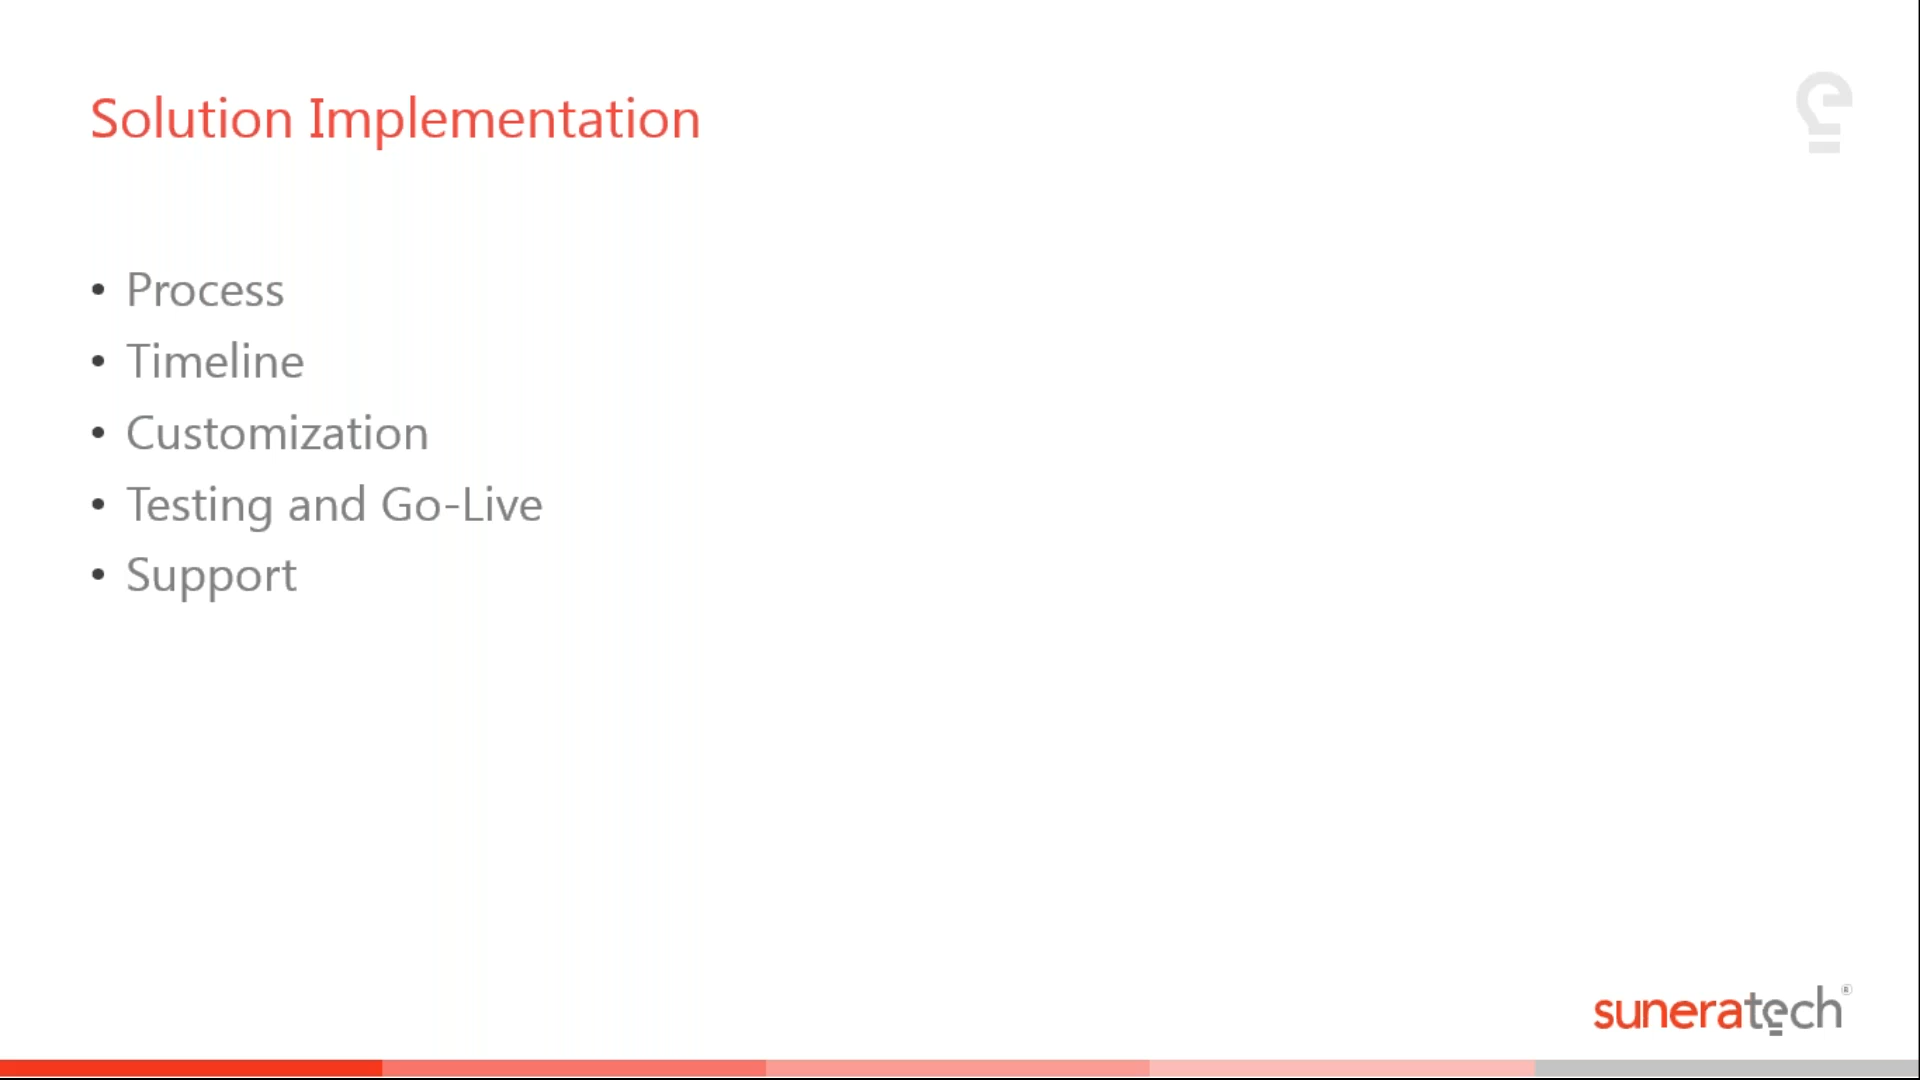 Solution Implementation
• Process
• Timeline
• Customization
• Testing and Go-Live
• Support
suneratech®